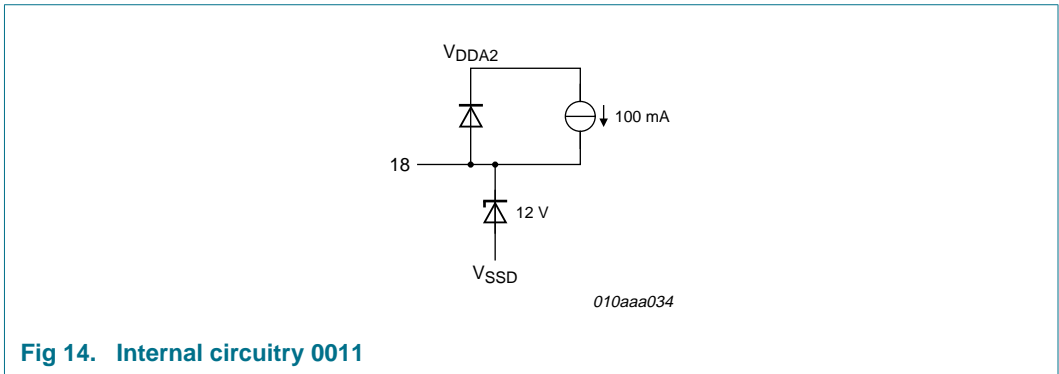 VDDA2
100 mA
18
12 V
VSSD
010aaa034
Fig 14. Internal circuitry 0011